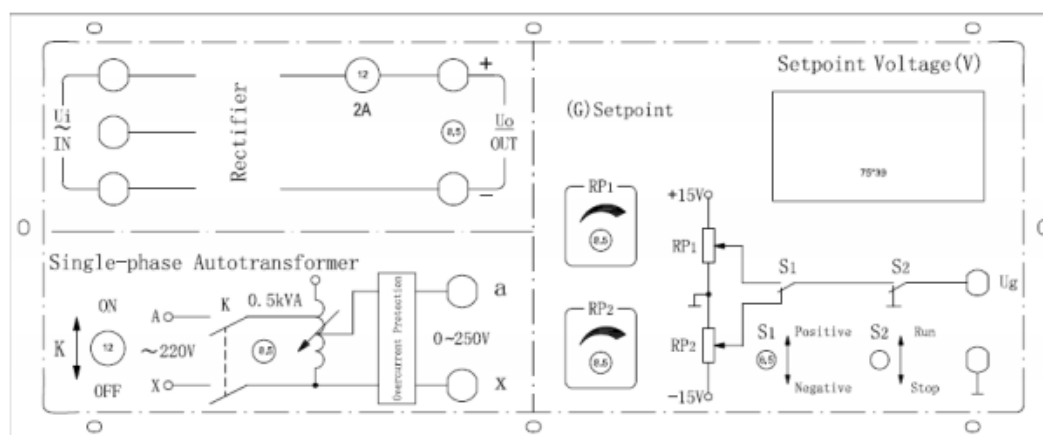 Ui
~
IN
Rectifier
12
2A
+
8,5
Uo
OUT
−
Single-phase Autotransformer
ON
K
12
OFF
A
~220V
X
K
0.5kVA
8,5
Overcurrent Protection
a
0~250V
x
Setpoint Voltage(V)
75*39
(G)Setpoint
RP1
8,5
RP2
8,5
+15V
RP1
RP2
-15V
S1
S2
Ug
S1
8,5
Positive
Negative
S2
Run
Stop